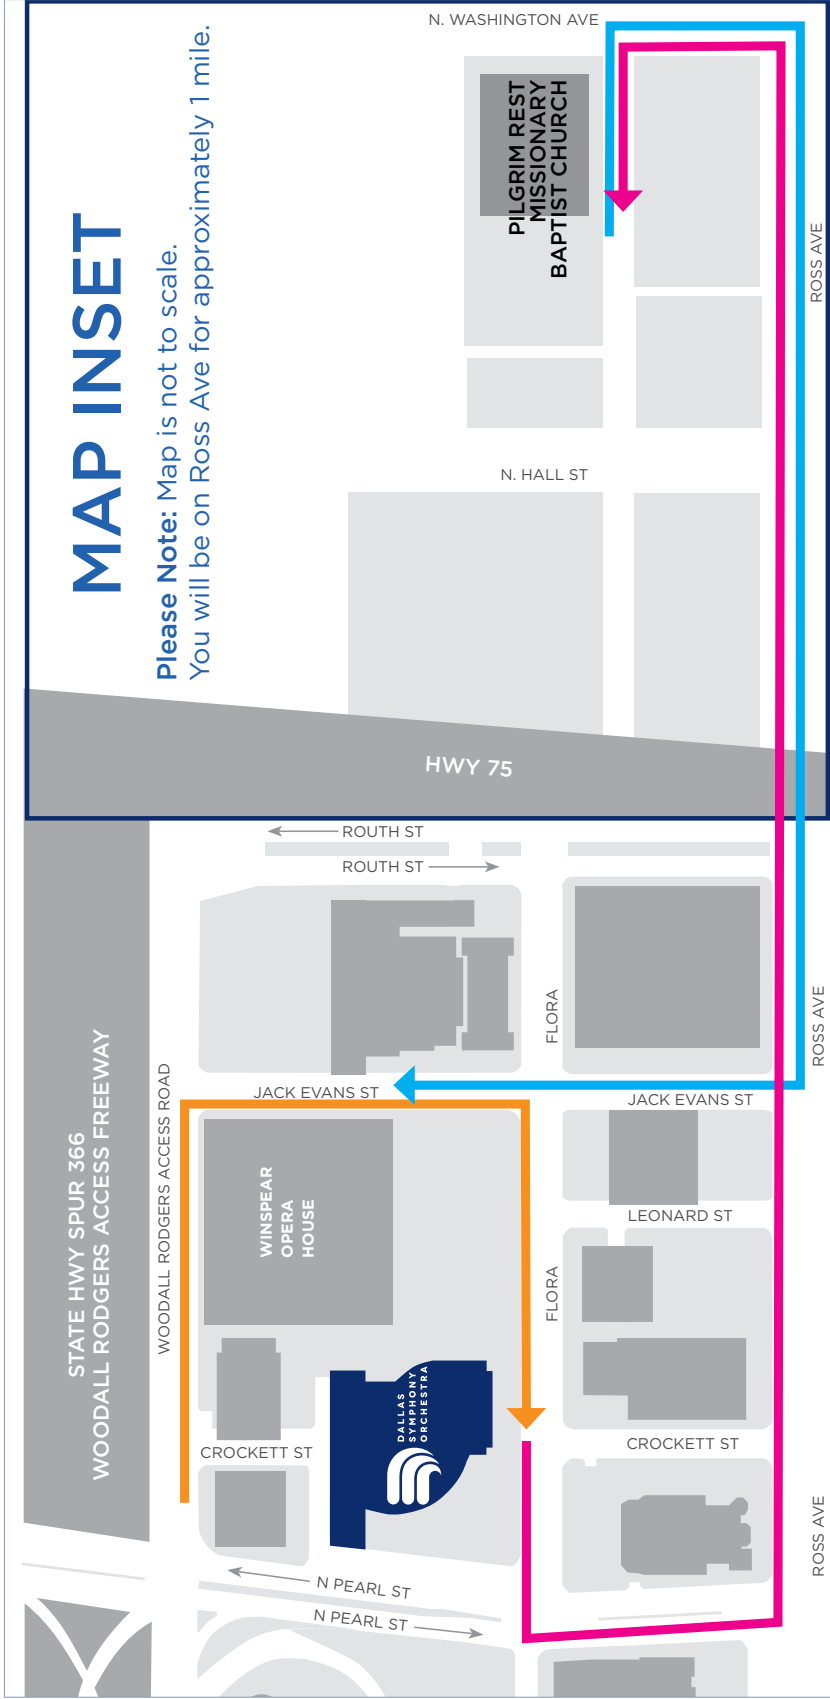 N. WASHINGTON AVE
PILGRIM REST
MISSIONARY
BAPTIST CHURCH
MAP INSET
Please Note: Map is not to scale.
You will be on Ross Ave for approximately 1 mile.
ROSS AVE
N. HALL ST
HWY 75
ROUTH ST
ROUTH ST
FLORA
ROSS AVE
STATE HWY SPUR 366
WOODALL RODGERS ACCESS FREEWAY
WOODALL RODGERS ACCESS ROAD
JACK EVANS ST
JACK EVANS ST
WINSPEAR
OPERA
HOUSE
LEONARD ST
FLORA
DALLAS
SYMPHONY
ORCHESTRA
CROCKETT ST
CROCKETT ST
ROSS AVE
N PEARL ST
N PEARL ST